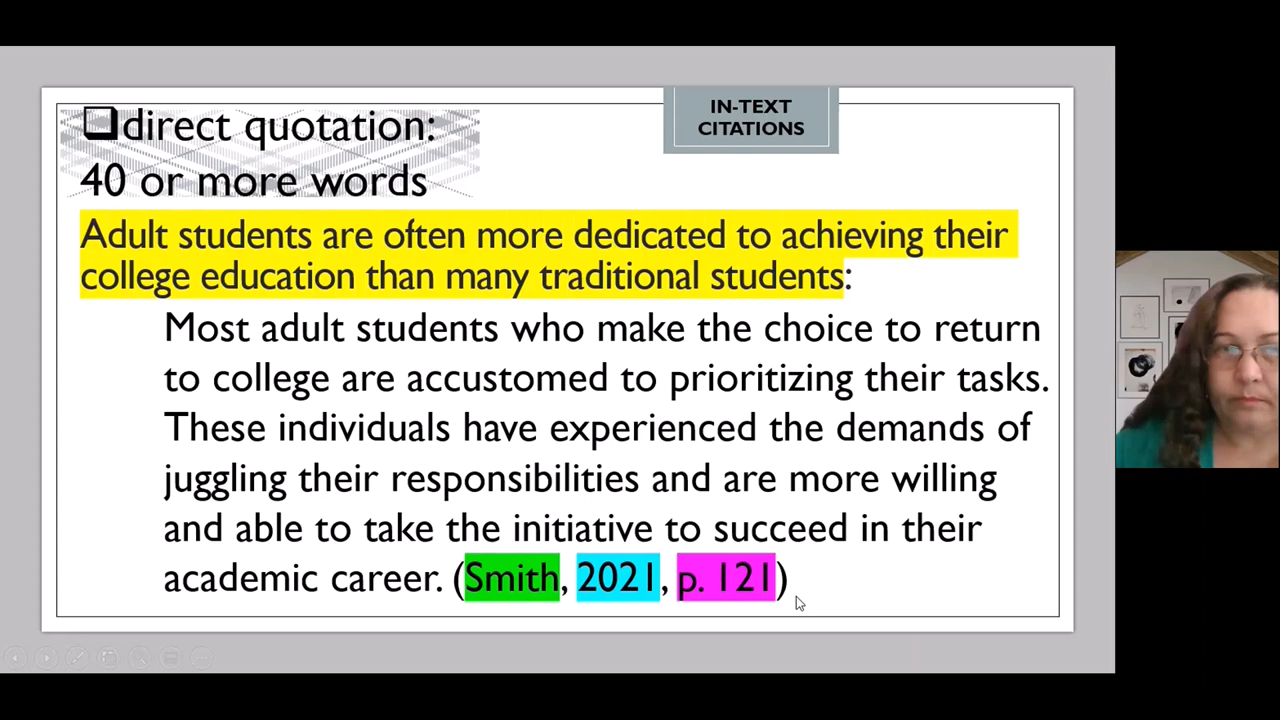 ❑direct quotation:
40 or more words
IN-TEXT
CITATIONS
Adult students are often more dedicated to achieving their
college education than many traditional students:
Most adult students who make the choice to return
to college are accustomed to prioritizing their tasks.
These individuals have experienced the demands of
juggling their responsibilities and are more willing
and able to take the initiative to succeed in their
academic career. (Smith, 2021, p. 121)